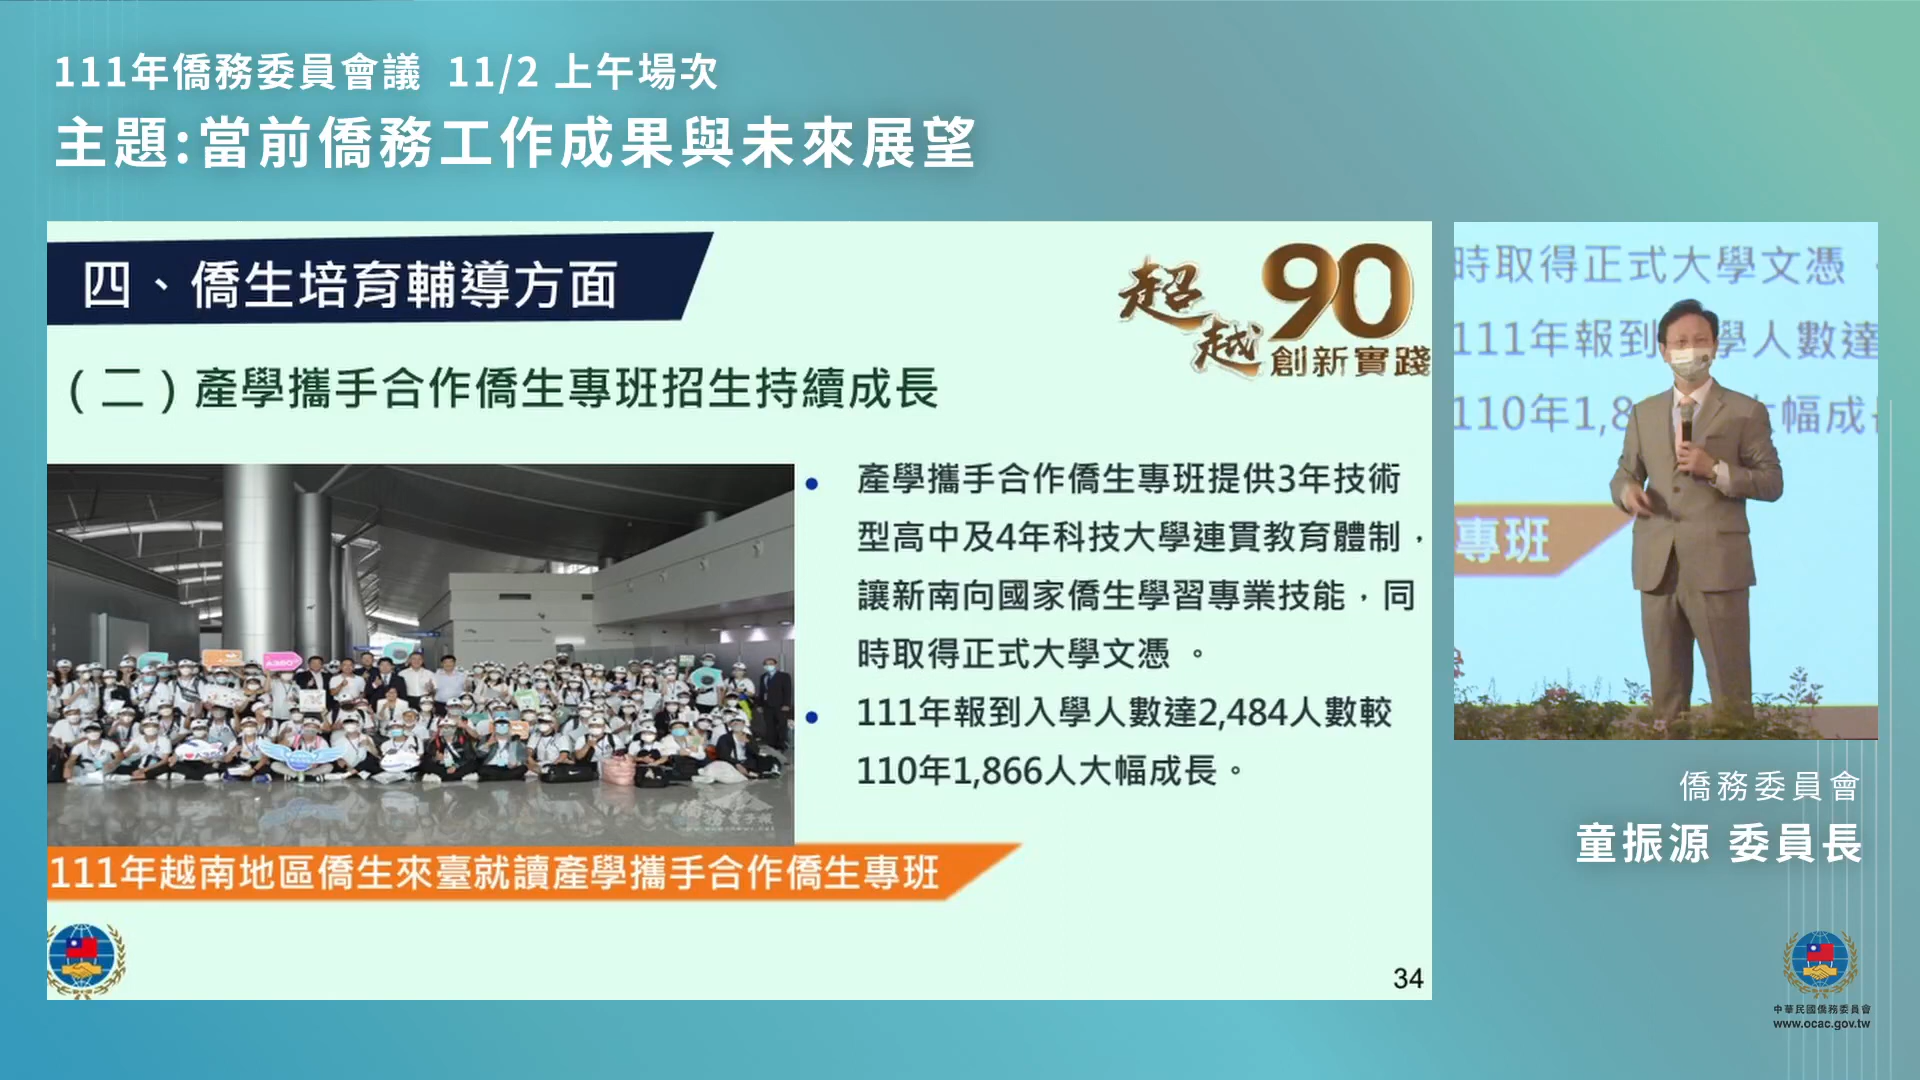 111年僑務委員會議 11/2 上午場次
主題:當前僑務工作成果與未來展望
四、僑生培育輔導方面
超越90
創新實踐
(二)產學攜手合作僑生專班招生持續成長
• 產學攜手合作僑生專班提供3年技術
型高中及4年科技大學連貫教育體制，
讓新南向國家僑生學習專業技能，同
時取得正式大學文憑 。
• 111年報到入學人數達2,484人數較
110年1,866人大幅成長。
111年越南地區僑生來臺就讀產學攜手合作僑生專班
34
時取得正式大學文憑
111年報到 學人數達
110年1,8 大幅成
專班
僑務委員會
童振源 委員長
中華民國僑務委員會
www.ocac.gov.tw